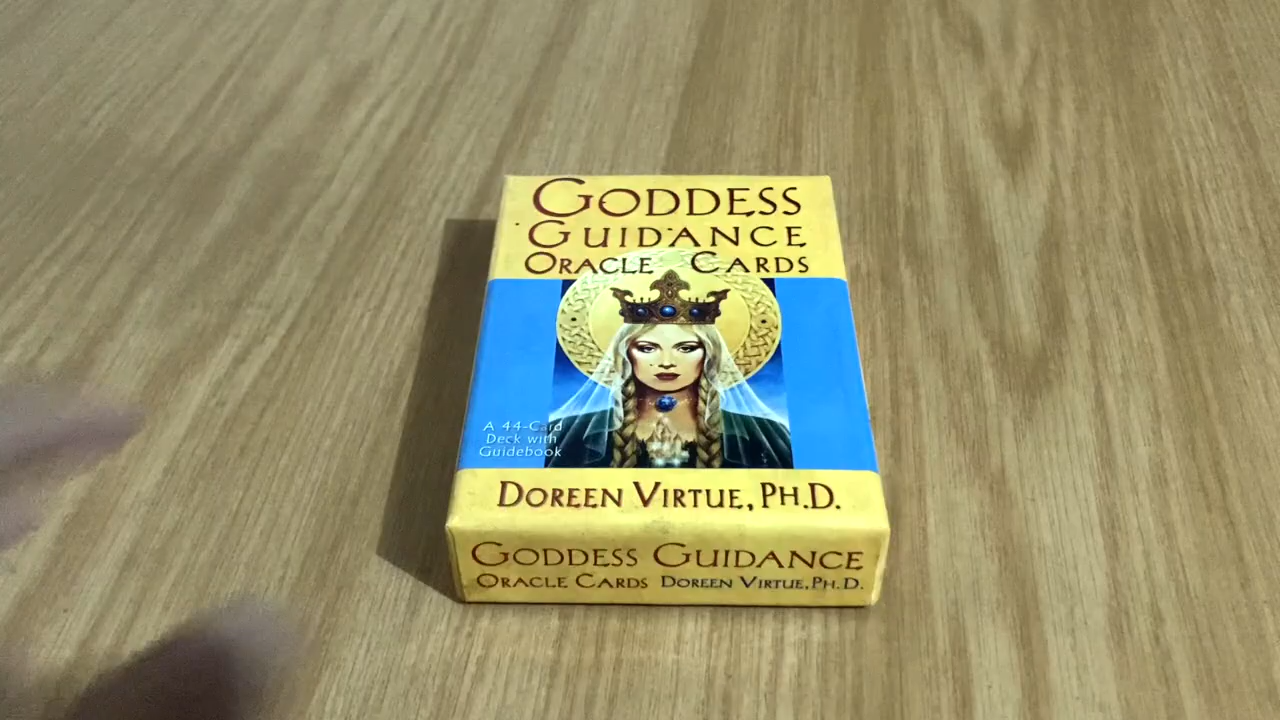 GODDESS
GUIDANCE
ORACLE CARDS
A 44-Card
Deck with
Guidebook
DOREEN VIRTUE, PH.D.
GODDESS GUIDANCE
ORACLE CARDS DOREEN VIRTUE, PH.D.